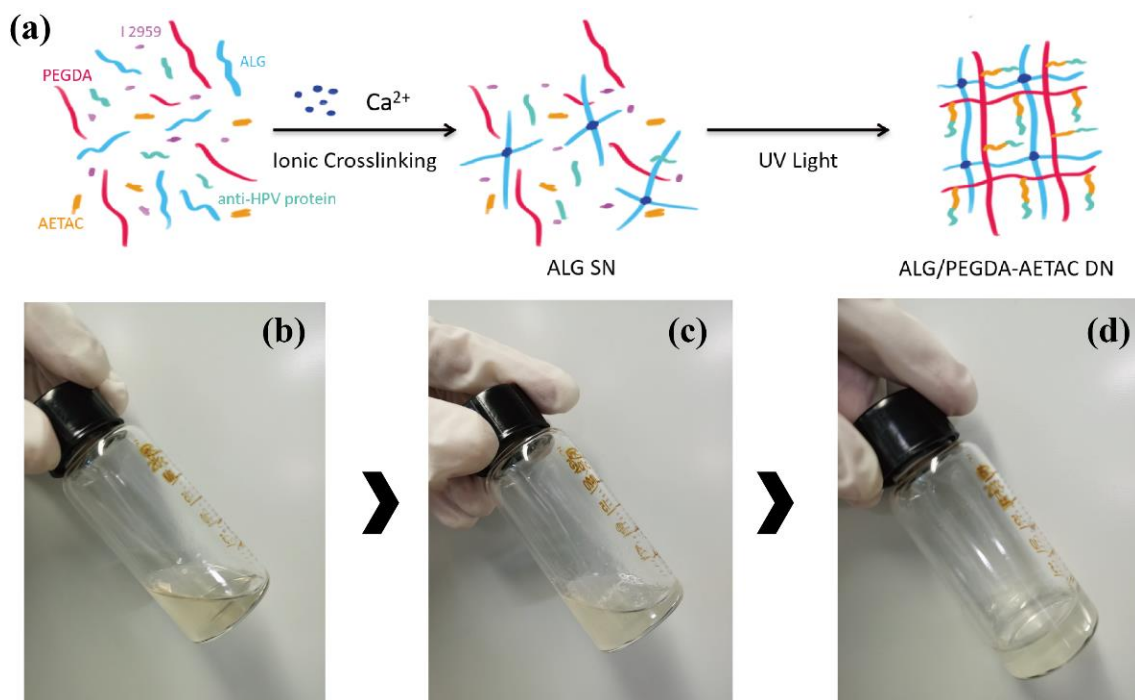 (a)
I 2959
ALG
PEGDA
Ca²⁺
Ionic Crosslinking
UV Light
anti-HPV protein
AETAC
ALG SN
ALG/PEGDA-AETAC DN
(b)
(c)
(d)